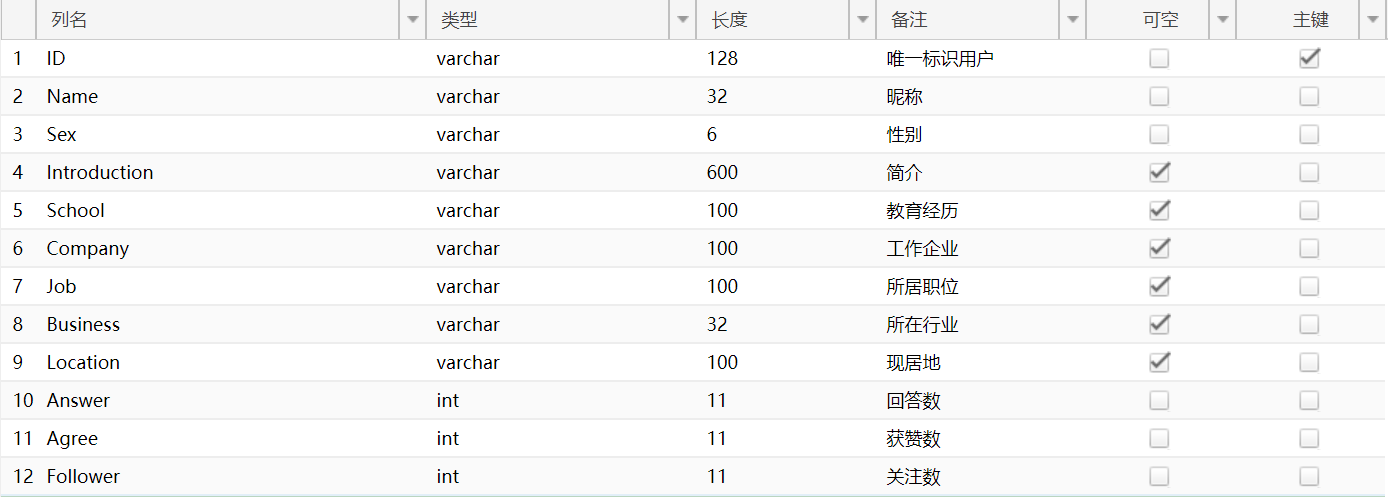 列名 类型 长度 备注 可空 主键
1 ID varchar 128 唯一标识用户
2 Name varchar 32 昵称
3 Sex varchar 6 性别
4 Introduction varchar 600 简介
5 School varchar 100 教育经历
6 Company varchar 100 工作企业
7 Job varchar 100 所居职位
8 Business varchar 32 所在行业
9 Location varchar 100 现居地
10 Answer int 11 回答数
11 Agree int 11 获赞数
12 Follower int 11 关注数